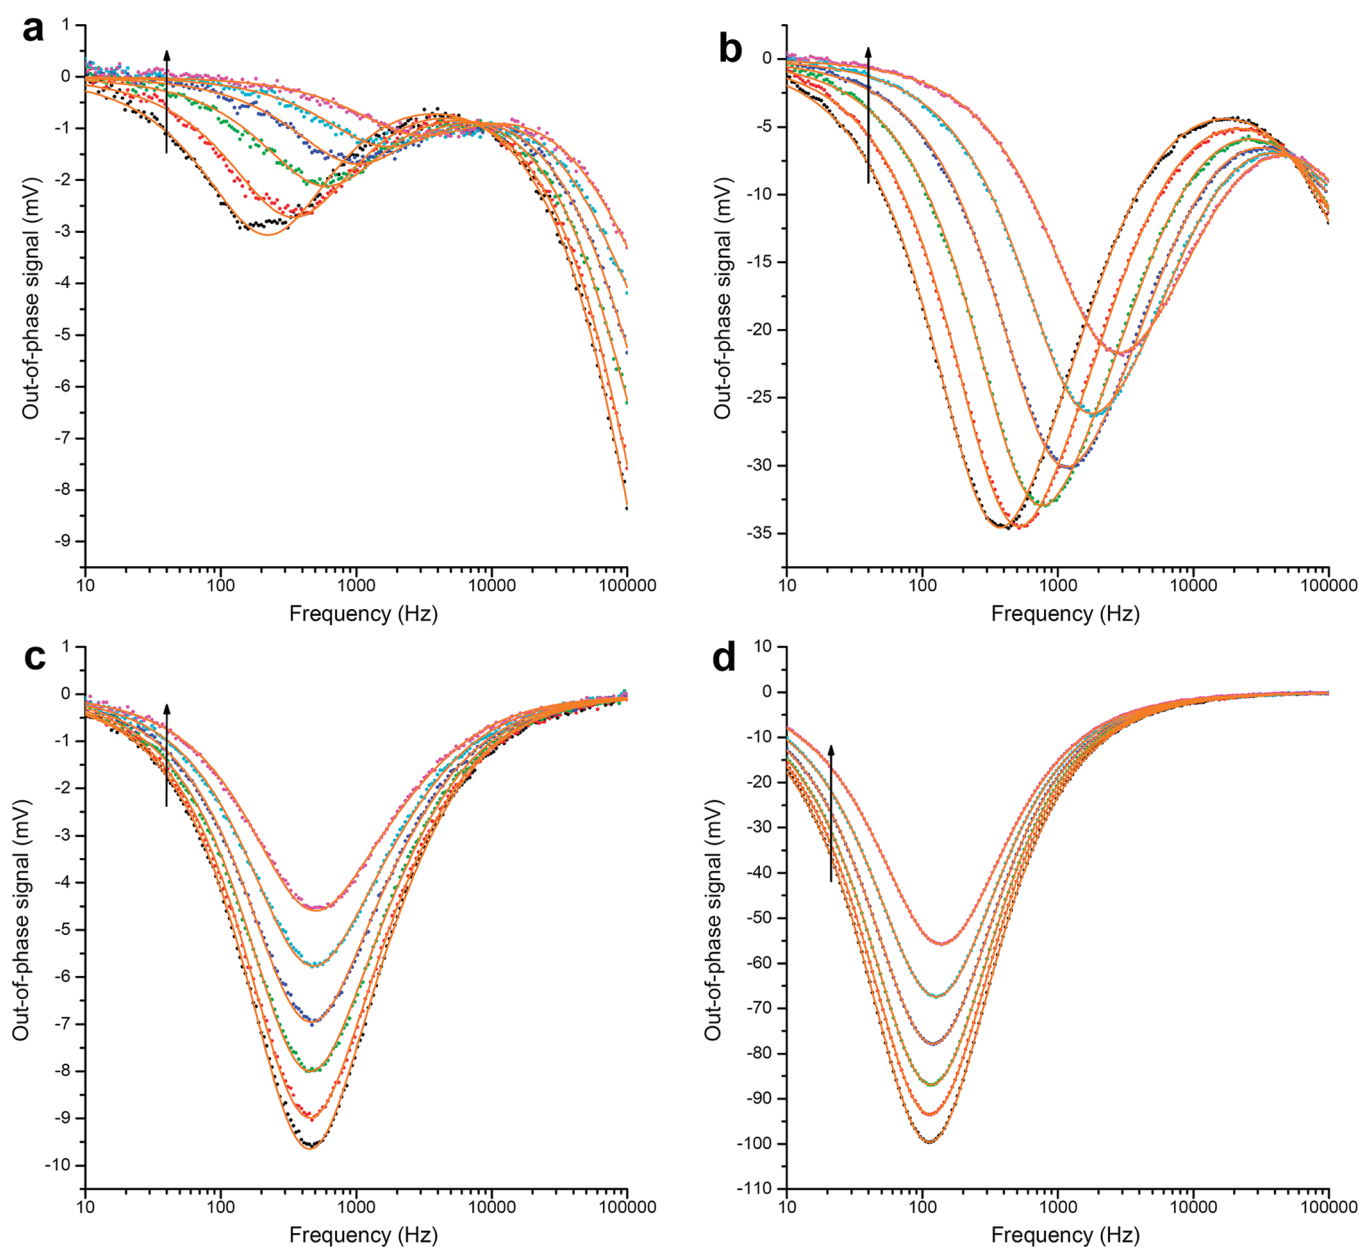 a
1
0
-1
-2
-3
-4
-5
-6
-7
-8
-9
Out-of-phase signal (mV)
10 100 1000 10000 100000
Frequency (Hz)
b
0
-5
-10
-15
-20
-25
-30
-35
Out-of-phase signal (mV)
10 100 1000 10000 100000
Frequency (Hz)
c
1
0
-1
-2
-3
-4
-5
-6
-7
-8
-9
-10
Out-of-phase signal (mV)
10 100 1000 10000 100000
Frequency (Hz)
d
10
0
-10
-20
-30
-40
-50
-60
-70
-80
-90
-100
-110
Out-of-phase signal (mV)
10 100 1000 10000 100000
Frequency (Hz)